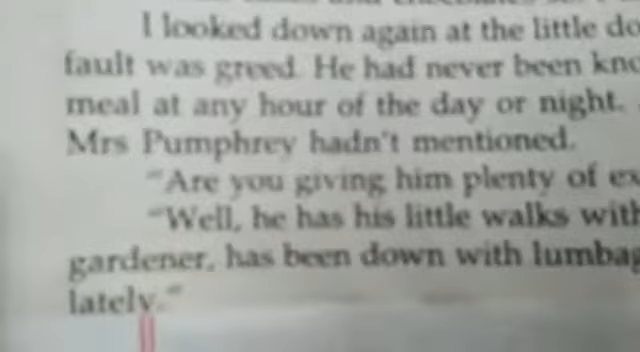 I looked down again at the little do
fault was greed. He had never been kno
meal at any hour of the day or night.
Mrs Pumphrey hadn't mentioned.
"Are you giving him plenty of ex
"Well, he has his little walks with
gardener, has been down with lumbag
lately."